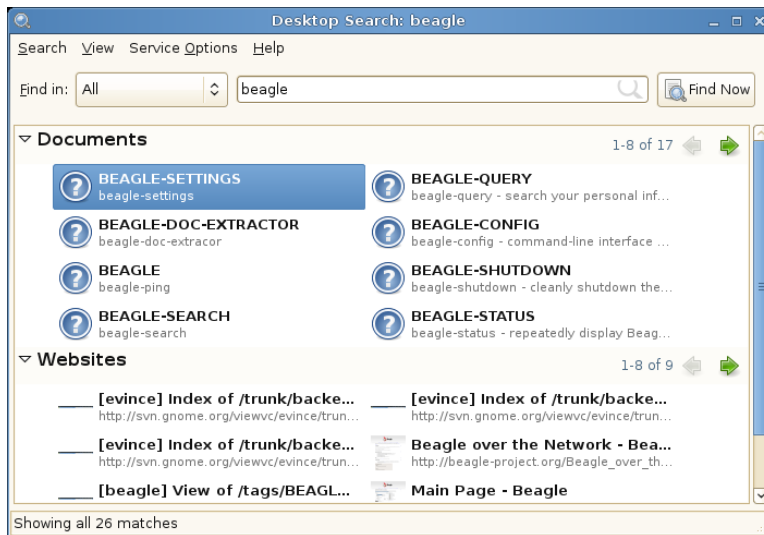 Desktop Search: beagle
Search View Service Options Help
Find in: All beagle Find Now
Documents 1-8 of 17
BEAGLE-SETTINGS
beagle-settings
BEAGLE-QUERY
beagle-query - search your personal inf...
BEAGLE-DOC-EXTRACTOR
beagle-doc-extracor
BEAGLE-CONFIG
beagle-config - command-line interface ...
BEAGLE
beagle-ping
BEAGLE-SHUTDOWN
beagle-shutdown - cleanly shutdown the...
BEAGLE-SEARCH
beagle-search
BEAGLE-STATUS
beagle-status - repeatedly display Beag...
Websites 1-8 of 9
[evince] Index of /trunk/backe...
http://svn.gnome.org/viewvc/evince/trun...
[evince] Index of /trunk/backe...
http://svn.gnome.org/viewvc/evince/trun...
[evince] Index of /trunk/backe...
http://svn.gnome.org/viewvc/evince/trun...
Beagle over the Network - Bea...
http://beagle-project.org/Beagle_over_th...
[beagle] View of /tags/BEAGL...
Main Page - Beagle
Showing all 26 matches